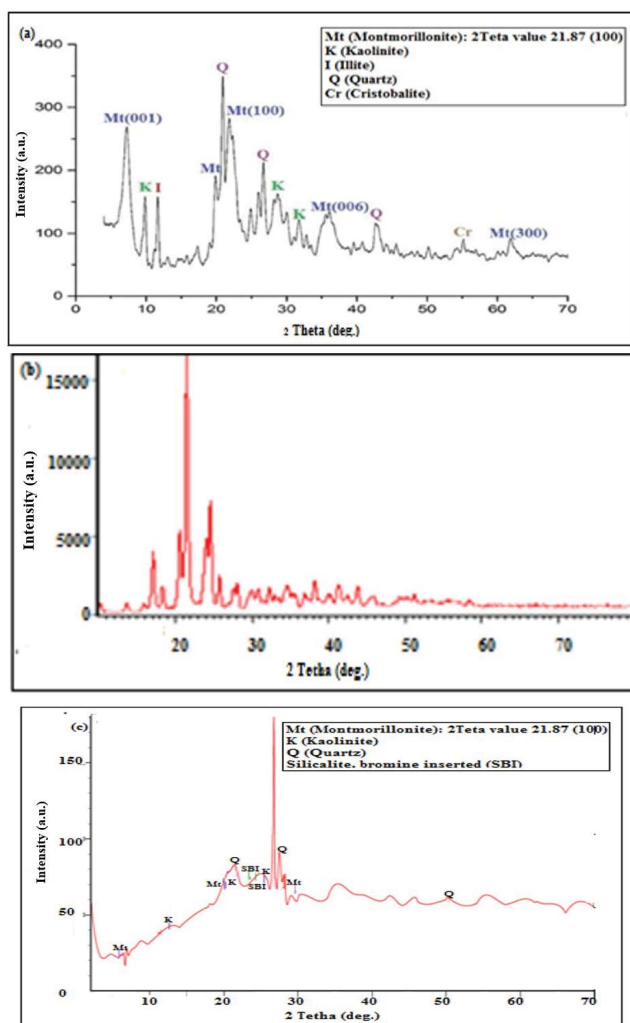 (a)
Mt (Montmorillonite): 2Teta value 21.87 (100)
K (Kaolinite)
I (Illite)
Q (Quartz)
Cr (Cristobalite)
Intensity (a.u.)
400
300
200
100
0
Mt(001)
K
I
Mt
Q
Mt(100)
Q
K
K
Mt(006)
Q
Cr
Mt(300)
0 10 20 30 40 50 60 70
2 Theta (deg.)
(b)
Intensity (a.u.)
15000
10000
5000
0
20 30 40 50 60 70
2 Tetha (deg.)
(c)
Mt (Montmorillonite): 2Teta value 21.87 (100)
K (Kaolinite)
Q (Quartz)
Silicalite, bromine inserted (SBI)
Intensity (a.u.)
150
100
50
0
Mt
K
Mt
K
Q
SBI
SBI
K
Q
Mt
Q
10 20 30 40 50 60 70
2 Tetha (deg.)